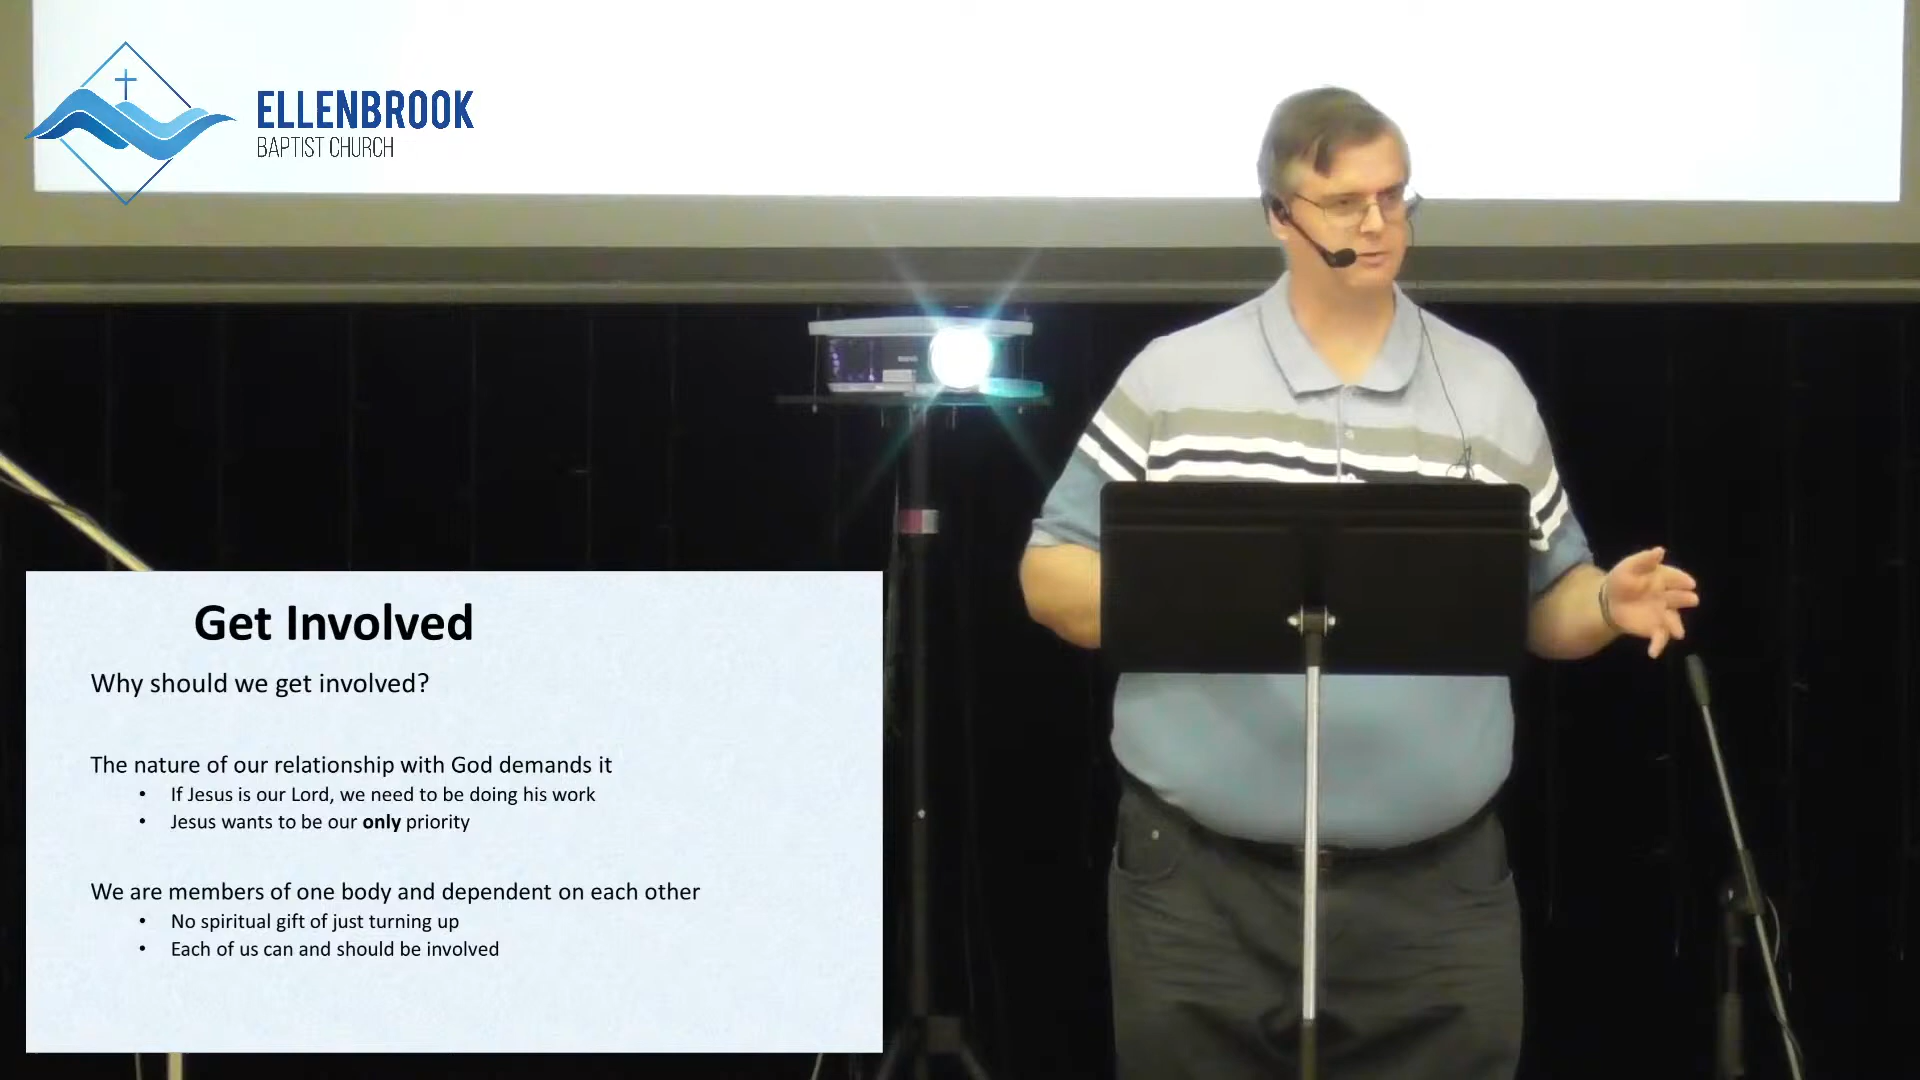 ELLENBROOK
BAPTIST CHURCH
Get Involved
Why should we get involved?
The nature of our relationship with God demands it
• If Jesus is our Lord, we need to be doing his work
• Jesus wants to be our only priority
We are members of one body and dependent on each other
• No spiritual gift of just turning up
• Each of us can and should be involved